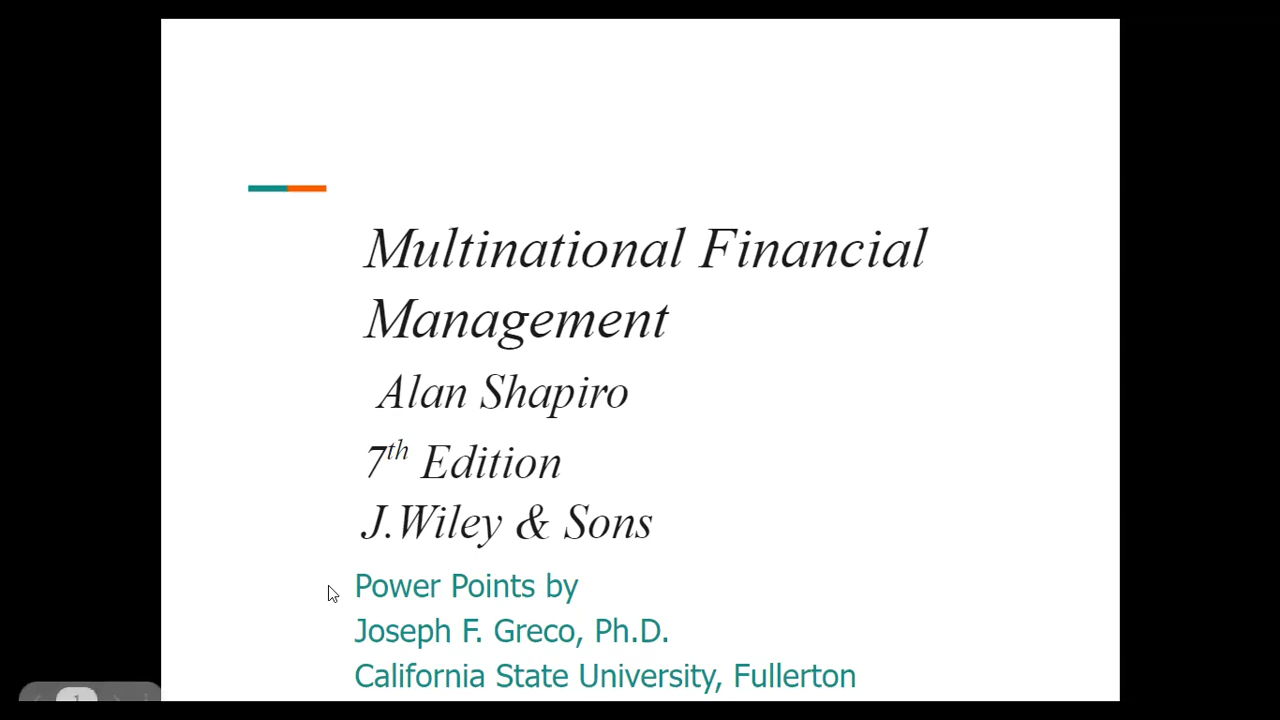 Multinational Financial
Management
Alan Shapiro
7th Edition
J.Wiley & Sons
Power Points by
Joseph F. Greco, Ph.D.
California State University, Fullerton
1